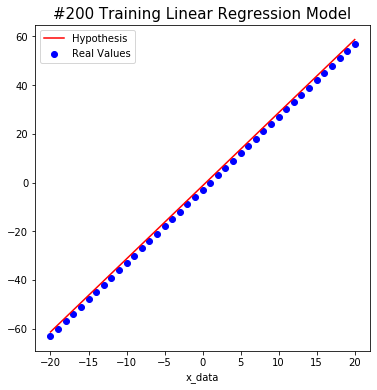 #200 Training Linear Regression Model
Hypothesis
Real Values
60
40
20
0
−20
−40
−60
−20 −15 −10 −5 0 5 10 15 20
x_data